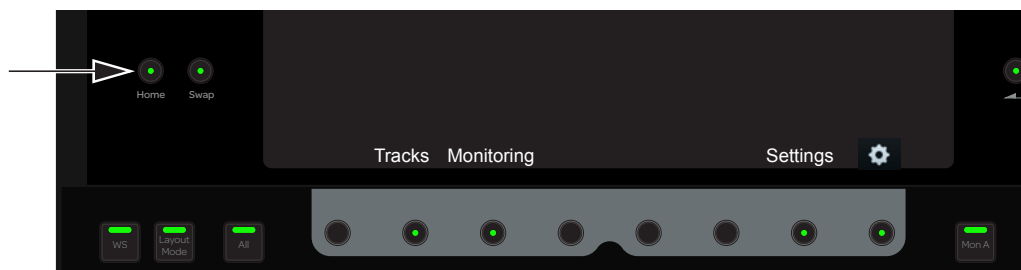 Home Swap
Tracks Monitoring Settings
WS Layout Mode All Mon A